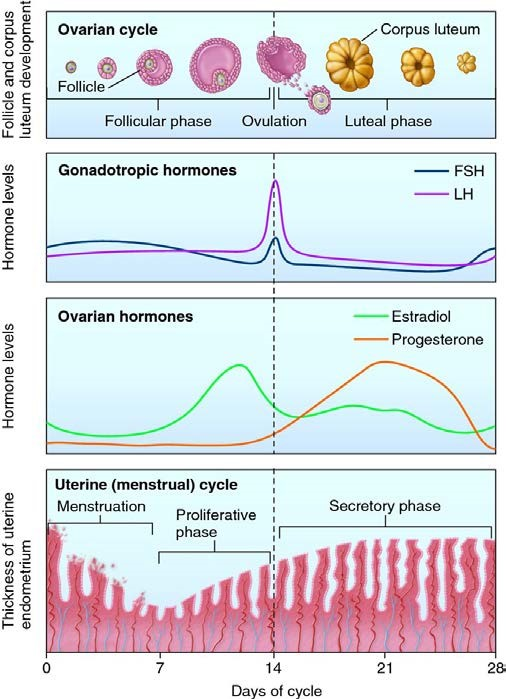 Follicle and corpus
luteum development
Ovarian cycle
Corpus luteum
Follicle
Follicular phase
Ovulation
Luteal phase
Hormone levels
Gonadotropic hormones
FSH
LH
Hormone levels
Ovarian hormones
Estradiol
Progesterone
Thickness of uterine
endometrium
Uterine (menstrual) cycle
Menstruation
Proliferative
phase
Secretory phase
0 7 14 21 28
Days of cycle